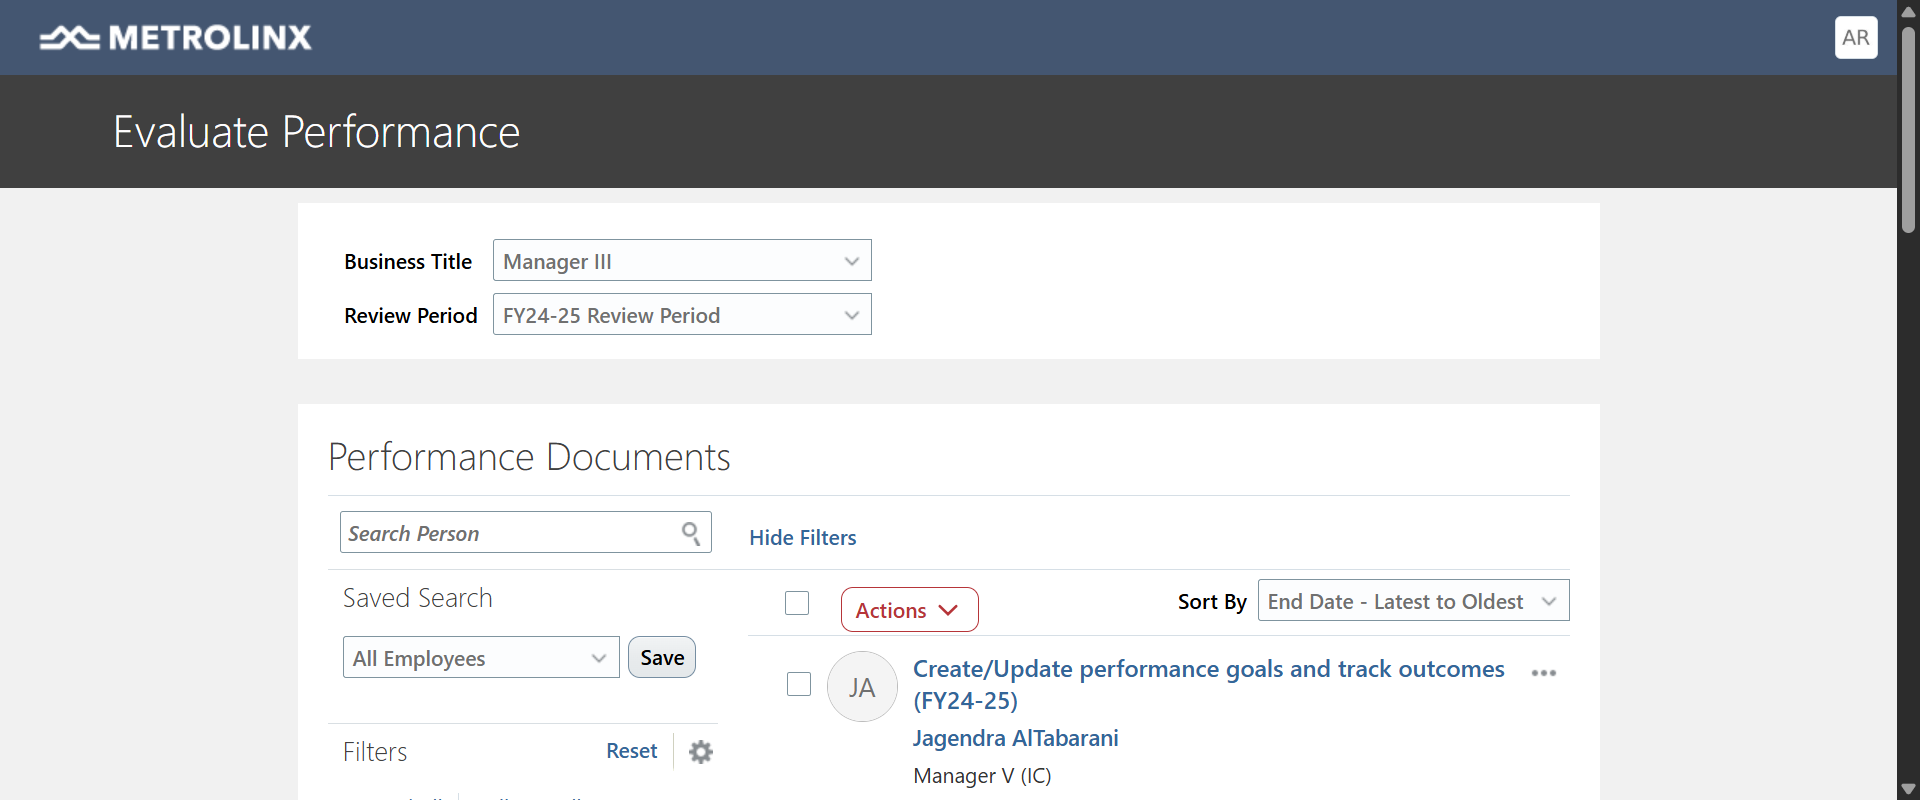 METROLINX
AR
Evaluate Performance
Business Title
Manager III
Review Period
FY24-25 Review Period
Performance Documents
Search Person
Hide Filters
Saved Search
Actions
Sort By
End Date - Latest to Oldest
All Employees
Save
JA
Create/Update performance goals and track outcomes
(FY24-25)
Jagendra AlTabarani
Manager V (IC)
Filters
Reset